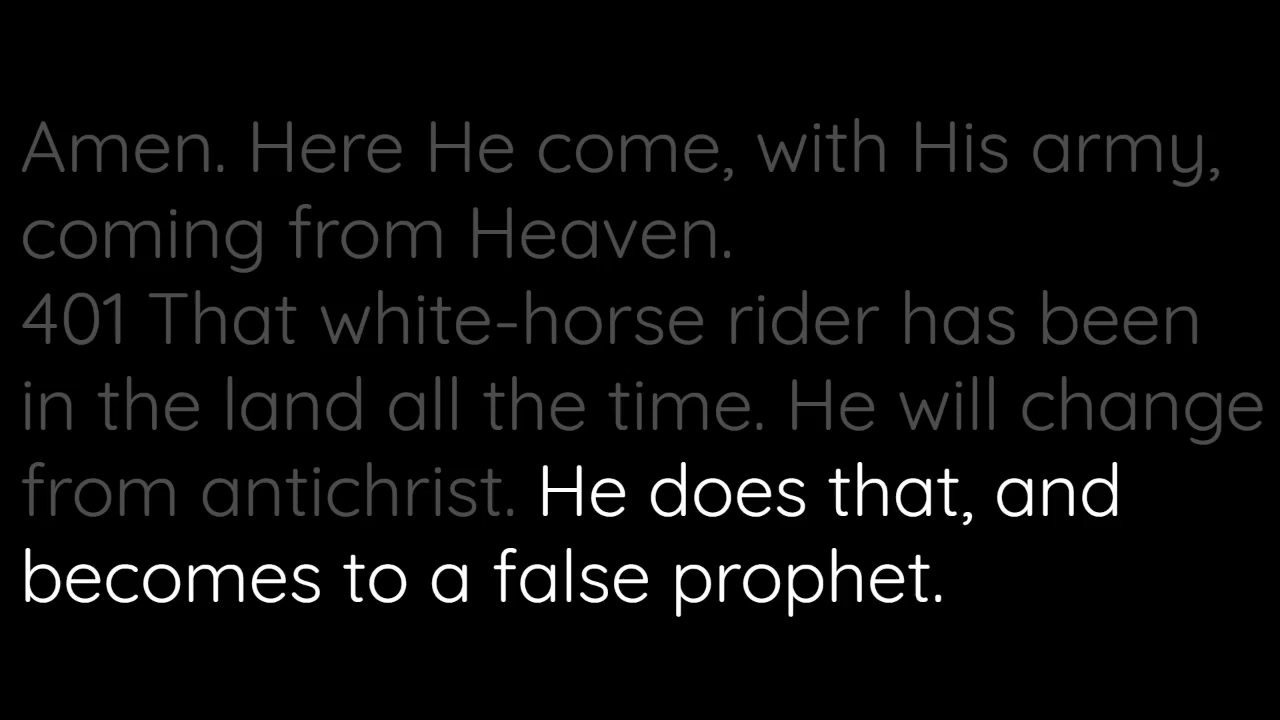 Amen. Here He come, with His army,
coming from Heaven.
401 That white-horse rider has been
in the land all the time. He will change
from antichrist. He does that, and
becomes to a false prophet.